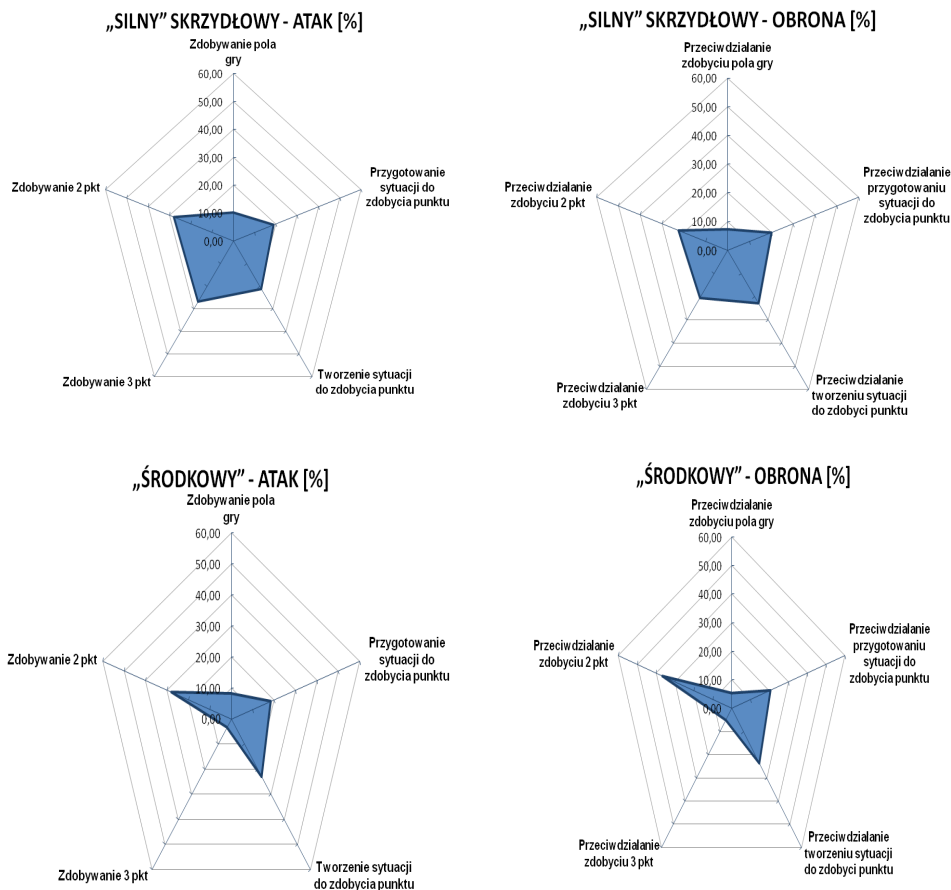 „SILNY” SKRZYDŁOWY - ATAK [%]
Zdobywanie pola
gry
60,00
50,00
40,00
30,00
20,00
10,00
0,00
Przygotowanie
sytuacji do
zdobycia punktu
Tworzenie sytuacji
do zdobycia punktu
Zdobywanie 3 pkt
Zdobywanie 2 pkt
„SILNY” SKRZYDŁOWY - OBRONA [%]
Przeciwdziałanie
zdobyciu pola gry
60,00
50,00
40,00
30,00
20,00
10,00
0,00
Przeciwdziałanie
przygotowaniu
sytuacji do
zdobycia punktu
Przeciwdziałanie
tworzeniu sytuacji
do zdobyci punktu
Przeciwdziałanie
zdobyciu 3 pkt
Przeciwdziałanie
zdobyciu 2 pkt
„ŚRODKOWY” - ATAK [%]
Zdobywanie pola
gry
60,00
50,00
40,00
30,00
20,00
10,00
0,00
Przygotowanie
sytuacji do
zdobycia punktu
Tworzenie sytuacji
do zdobycia punktu
Zdobywanie 3 pkt
Zdobywanie 2 pkt
„ŚRODKOWY” - OBRONA [%]
Przeciwdziałanie
zdobyciu pola gry
60,00
50,00
40,00
30,00
20,00
10,00
0,00
Przeciwdziałanie
przygotowaniu
sytuacji do
zdobycia punktu
Przeciwdziałanie
tworzeniu sytuacji
do zdobyci punktu
Przeciwdziałanie
zdobyciu 3 pkt
Przeciwdziałanie
zdobyciu 2 pkt